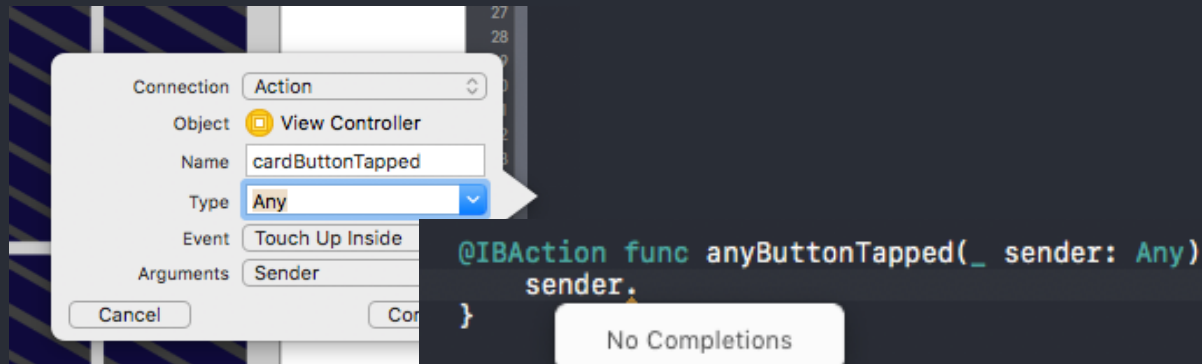 27
28
Connection Action
Object View Controller
Name cardButtonTapped
Type Any
Event Touch Up Inside
Arguments Sender
Cancel
@IBAction func anyButtonTapped(_ sender: Any)
sender.
}
No Completions